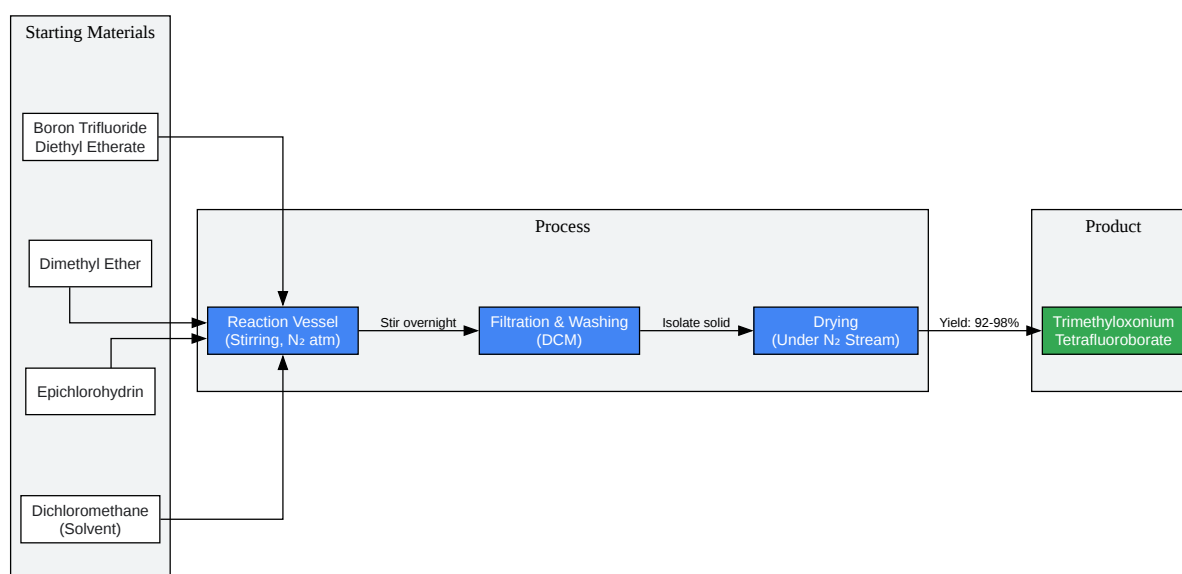 Starting Materials
Boron Trifluoride
Diethyl Etherate
Dimethyl Ether
Epichlorohydrin
Dichloromethane
(Solvent)
Process
Reaction Vessel
(Stirring, N₂ atm)
Stir overnight
Filtration & Washing
(DCM)
Isolate solid
Drying
(Under N₂ Stream)
Yield: 92-98%
Product
Trimethyloxonium
Tetrafluoroborate